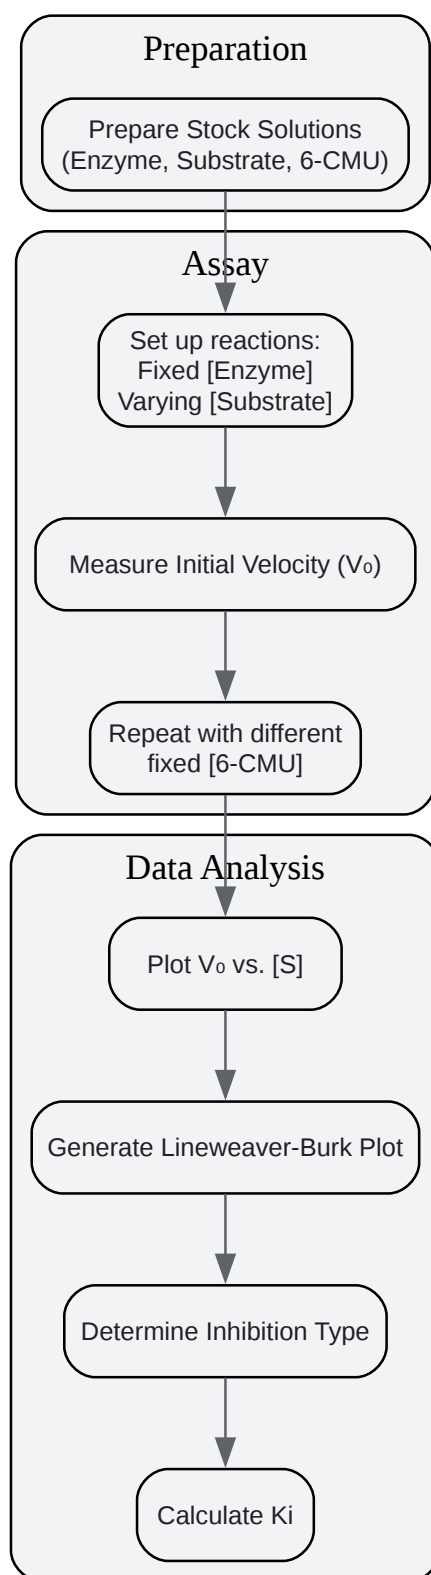 Preparation
Prepare Stock Solutions
(Enzyme, Substrate, 6-CMU)
Assay
Set up reactions:
Fixed [Enzyme]
Varying [Substrate]
Measure Initial Velocity (V₀)
Repeat with different
fixed [6-CMU]
Data Analysis
Plot V₀ vs. [S]
Generate Lineweaver-Burk Plot
Determine Inhibition Type
Calculate Ki